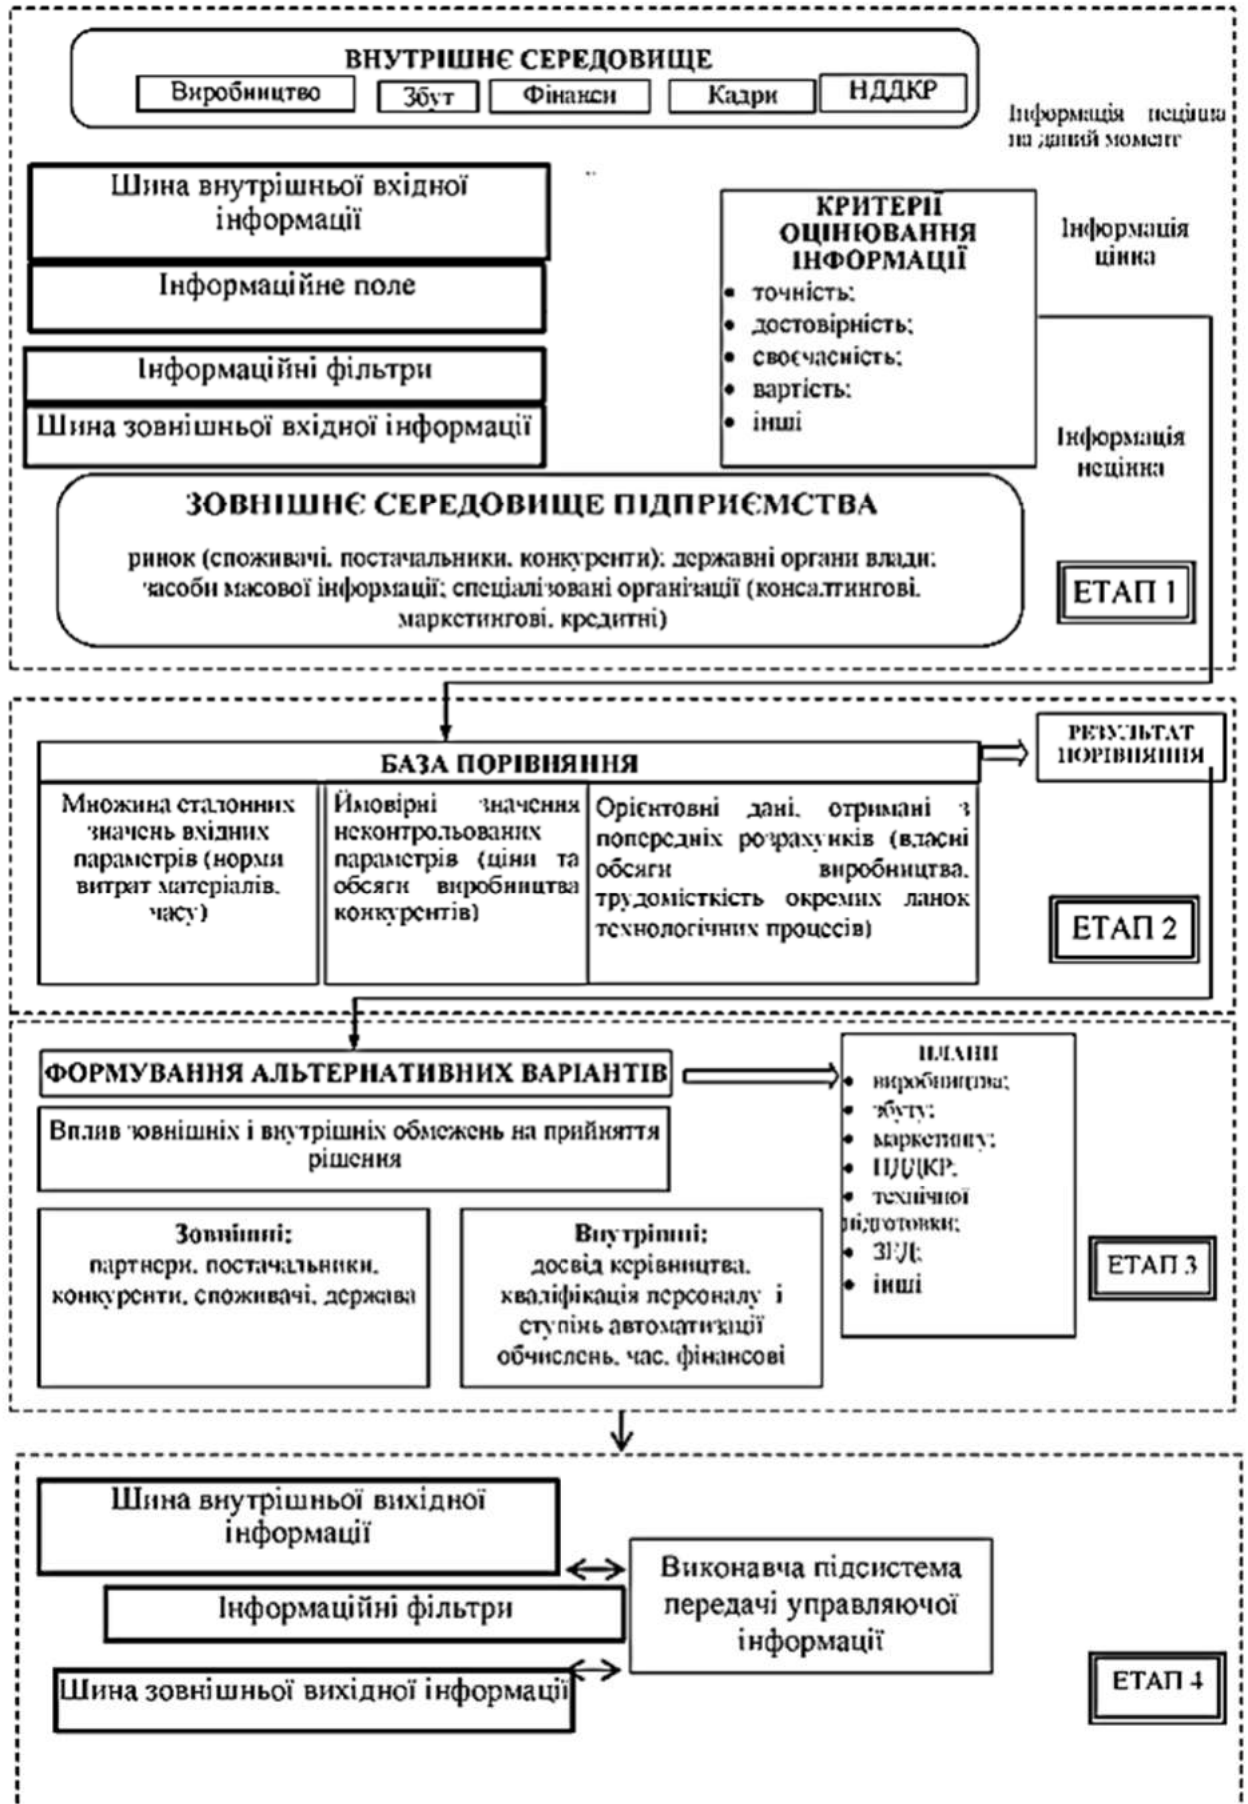 ВНУТРІШНЄ СЕРЕДОВИЩЕ
Виробництво
Збут
Фінанси
Кадри
НДДКР
Інформація нецінна
на даний момент
Шина внутрішньої вхідної
інформації
Інформаційне поле
Інформаційні фільтри
Шина зовнішньої вхідної інформації
КРИТЕРІЇ
ОЦІНЮВАННЯ
ІНФОРМАЦІЇ
• точність;
• достовірність;
• своєчасність;
• вартість;
• інші
Інформація
цінна
Інформація
нецінна
ЗОВНІШНЄ СЕРЕДОВИЩЕ ПІДПРИЄМСТВА
ринок (споживачі, постачальники, конкуренти); державні органи влади;
засоби масової інформації; спеціалізовані організації (консалтингові,
маркетингові, кредитні)
ЕТАП 1
БАЗА ПОРІВНЯННЯ
РЕЗУЛЬТАТ
ПОРІВНЯННЯ
Множина еталонних
значень вхідних
параметрів (норми
витрат матеріалів,
часу)
Ймовірні значення
неконтрольованих
параметрів (ціни та
обсяги виробництва
конкурентів)
Орієнтовні дані, отримані з
попередніх розрахунків (власні
обсяги виробництва,
трудомісткість окремих ланок
технологічних процесів)
ЕТАП 2
ФОРМУВАННЯ АЛЬТЕРНАТИВНИХ ВАРІАНТІВ
Вплив зовнішніх і внутрішніх обмежень на прийняття
рішення
Зовнішні:
партнери, постачальники,
конкуренти, споживачі, держава
Внутрішні:
досвід керівництва,
кваліфікація персоналу і
ступінь автоматизації
обчислень, час, фінансові
ПЛАНИ
• виробництва;
• збуту;
• маркетингу;
• НДДКР;
• технічної
підготовки;
• ЗЕД;
• інші
ЕТАП 3
Шина внутрішньої вихідної
інформації
Інформаційні фільтри
Шина зовнішньої вихідної інформації
Виконавча підсистема
передачі управляючої
інформації
ЕТАП 4